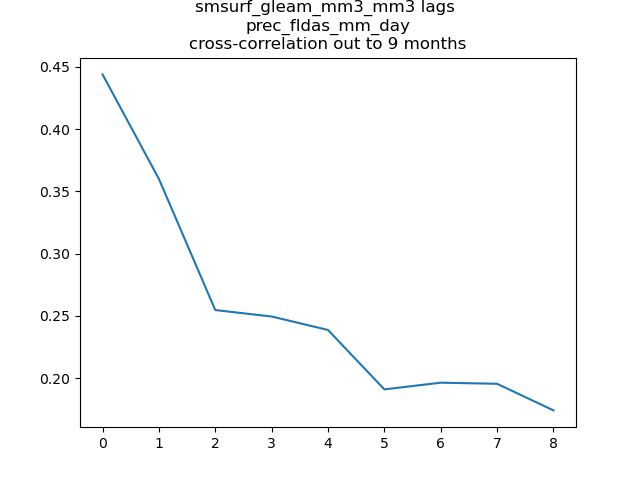 smsurf_gleam_mm3_mm3 lags
prec_fldas_mm_day
cross-correlation out to 9 months
0.45
0.40
0.35
0.30
0.25
0.20
0 1 2 3 4 5 6 7 8